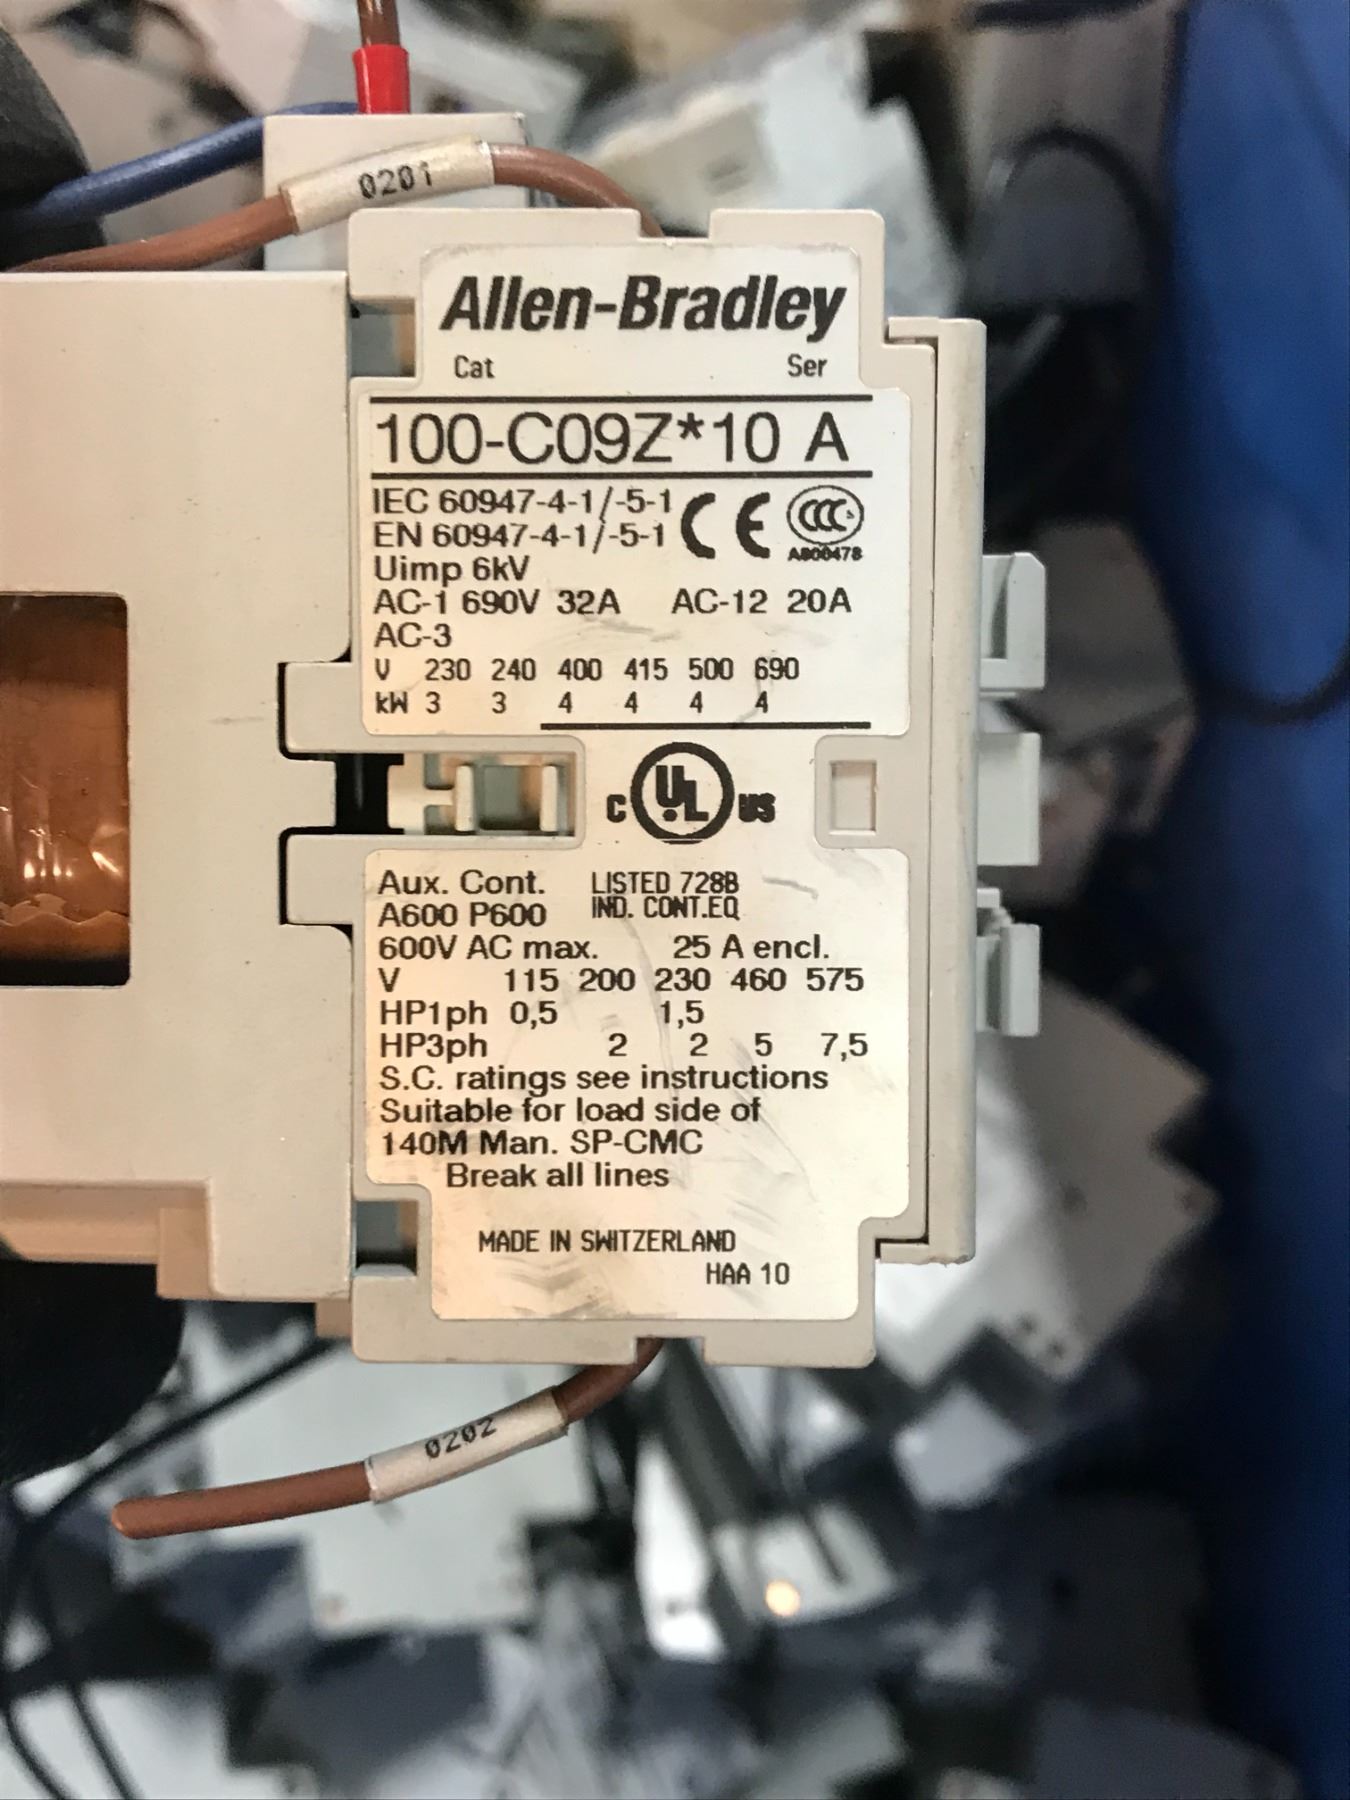 0201
Allen-Bradley
Cat Ser
100-C09Z*10 A
IEC 60947-4-1/-5-1
EN 60947-4-1/-5-1
CE CCC
A800478
Uimp 6kV
AC-1 690V 32A AC-12 20A
AC-3
V 230 240 400 415 500 690
kW 3 3 4 4 4 4
C UL US
Aux. Cont. LISTED 728B
A600 P600 IND. CONT.EQ
600V AC max. 25 A encl.
V 115 200 230 460 575
HP1ph 0,5 1,5
HP3ph 2 2 5 7,5
S.C. ratings see instructions
Suitable for load side of
140M Man. SP-CMC
Break all lines
MADE IN SWITZERLAND
HAA 10
0202